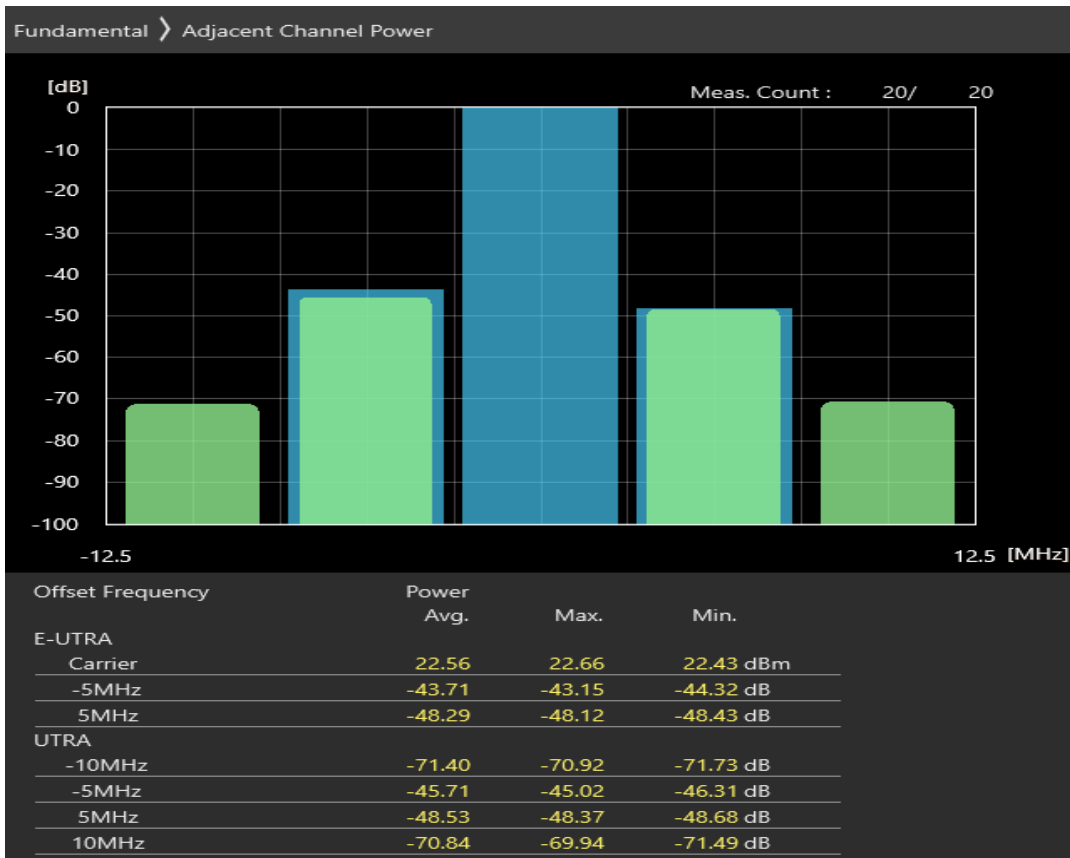 Fundamental 〉 Adjacent Channel Power
[dB]
Meas. Count : 20/ 20
0
-10
-20
-30
-40
-50
-60
-70
-80
-90
-100
-12.5 12.5 [MHz]
Offset Frequency Power
Avg. Max. Min.
E-UTRA
Carrier 22.56 22.66 22.43 dBm
-5MHz -43.71 -43.15 -44.32 dB
5MHz -48.29 -48.12 -48.43 dB
UTRA
-10MHz -71.40 -70.92 -71.73 dB
-5MHz -45.71 -45.02 -46.31 dB
5MHz -48.53 -48.37 -48.68 dB
10MHz -70.84 -69.94 -71.49 dB